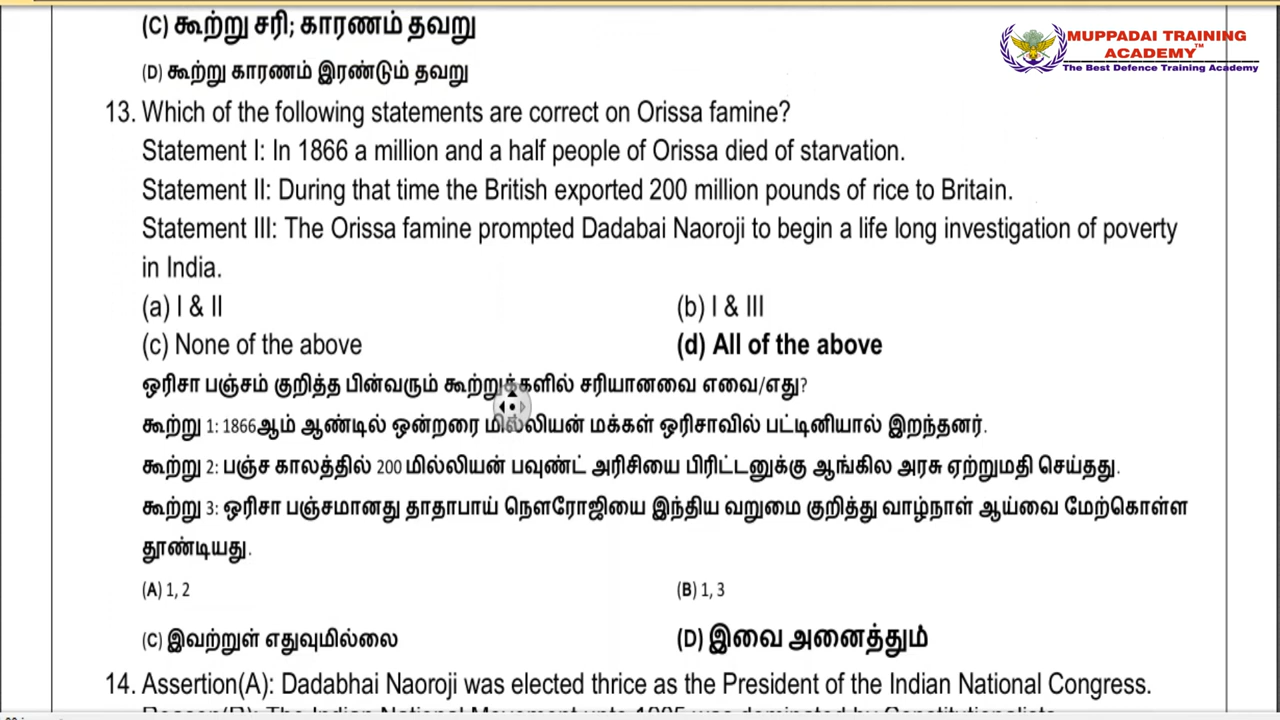 (C) கூற்று சரி; காரணம் தவறு
MUPPADAI TRAINING
ACADEMY™
The Best Defence Training Academy
(D) கூற்று காரணம் இரண்டும் தவறு
13. Which of the following statements are correct on Orissa famine?
Statement I: In 1866 a million and a half people of Orissa died of starvation.
Statement II: During that time the British exported 200 million pounds of rice to Britain.
Statement III: The Orissa famine prompted Dadabai Naoroji to begin a life long investigation of poverty
in India.
(a) I & II (b) I & III
(c) None of the above (d) All of the above
ஒரிசா பஞ்சம் குறித்த பின்வரும் கூற்றுக்களில் சரியானவை எவை/எது?
கூற்று 1: 1866ஆம் ஆண்டில் ஒன்றரை மில்லியன் மக்கள் ஒரிசாவில் பட்டினியால் இறந்தனர்.
கூற்று 2: பஞ்ச காலத்தில் 200 மில்லியன் பவுண்ட் அரிசியை பிரிட்டனுக்கு ஆங்கில அரசு ஏற்றுமதி செய்தது.
கூற்று 3: ஒரிசா பஞ்சமானது தாதாபாய் நௌரோஜியை இந்திய வறுமை குறித்து வாழ்நாள் ஆய்வை மேற்கொள்ள
தூண்டியது.
(A) 1, 2 (B) 1, 3
(C) இவற்றுள் எதுவுமில்லை (D) இவை அனைத்தும்
14. Assertion(A): Dadabhai Naoroji was elected thrice as the President of the Indian National Congress.